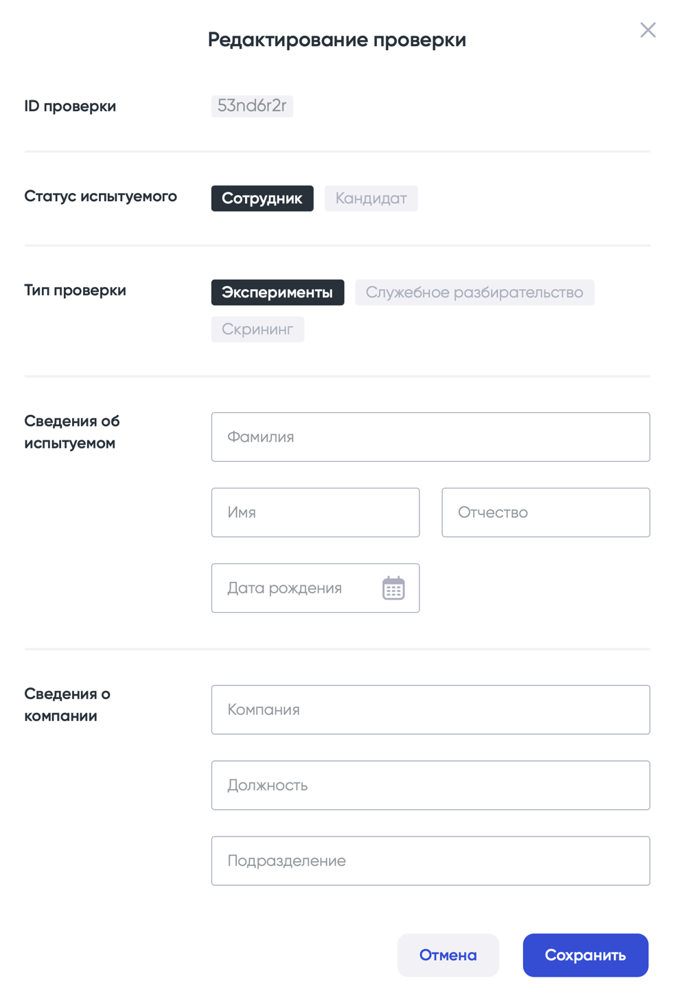 Редактирование проверки
ID проверки
53nd6r2r
Статус испытуемого
Сотрудник Кандидат
Тип проверки
Эксперименты Служебное разбирательство
Скрининг
Сведения об
испытуемом
Фамилия
Имя Отчество
Дата рождения
Сведения о
компании
Компания
Должность
Подразделение
Отмена Сохранить